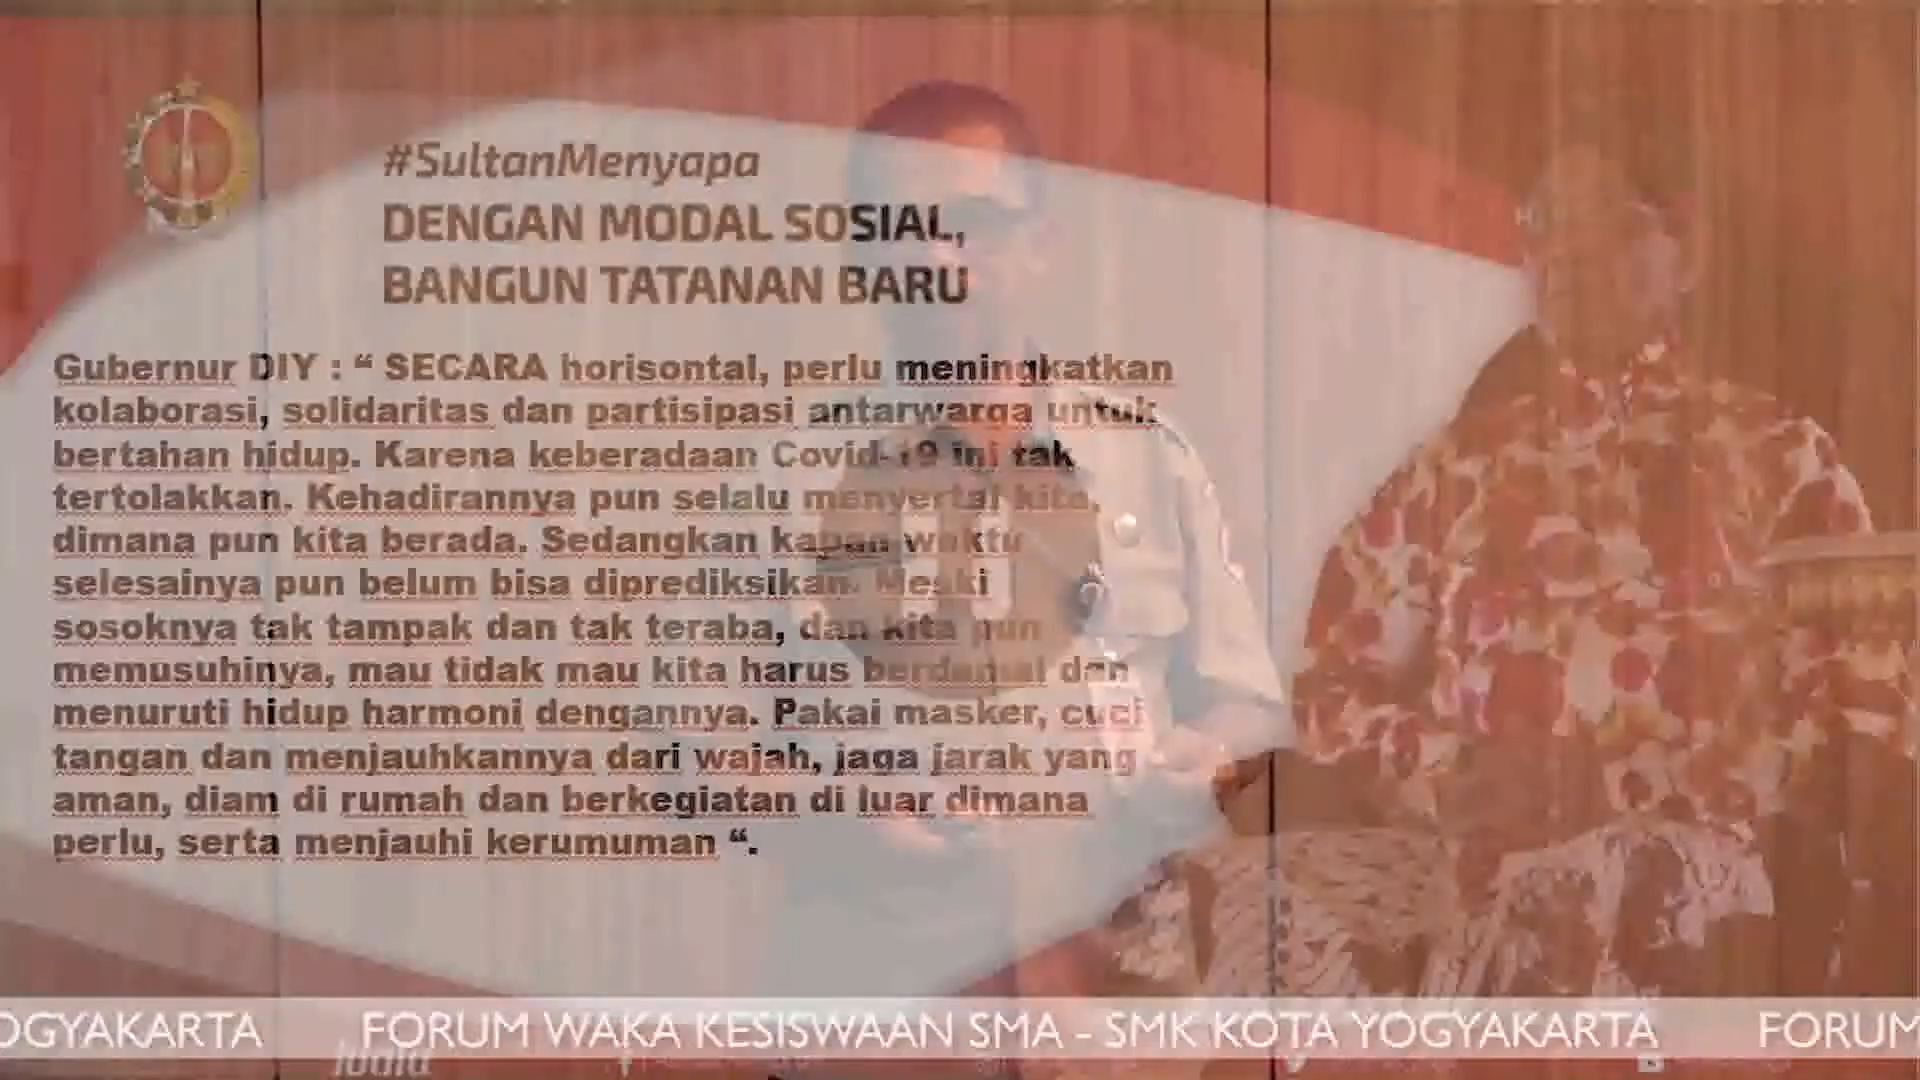 #SultanMenyapa
DENGAN MODAL SOSIAL,
BANGUN TATANAN BARU
Gubernur DIY : “ SECARA horisontal, perlu meningkatkan
kolaborasi, solidaritas dan partisipasi antarwarga untuk
bertahan hidup. Karena keberadaan Covid-19 ini tak
tertolakkan. Kehadirannya pun selalu menyertai kita,
dimana pun kita berada. Sedangkan kapan waktu
selesainya pun belum bisa diprediksikan. Meski
sosoknya tak tampak dan tak teraba, dan kita pun
memusuhinya, mau tidak mau kita harus berdamai dan
menuruti hidup harmoni dengannya. Pakai masker, cuci
tangan dan menjauhkannya dari wajah, jaga jarak yang
aman, diam di rumah dan berkegiatan di luar dimana
perlu, serta menjauhi kerumuman “.
OGYAKARTA FORUM WAKA KESISWAAN SMA - SMK KOTA YOGYAKARTA FORUM